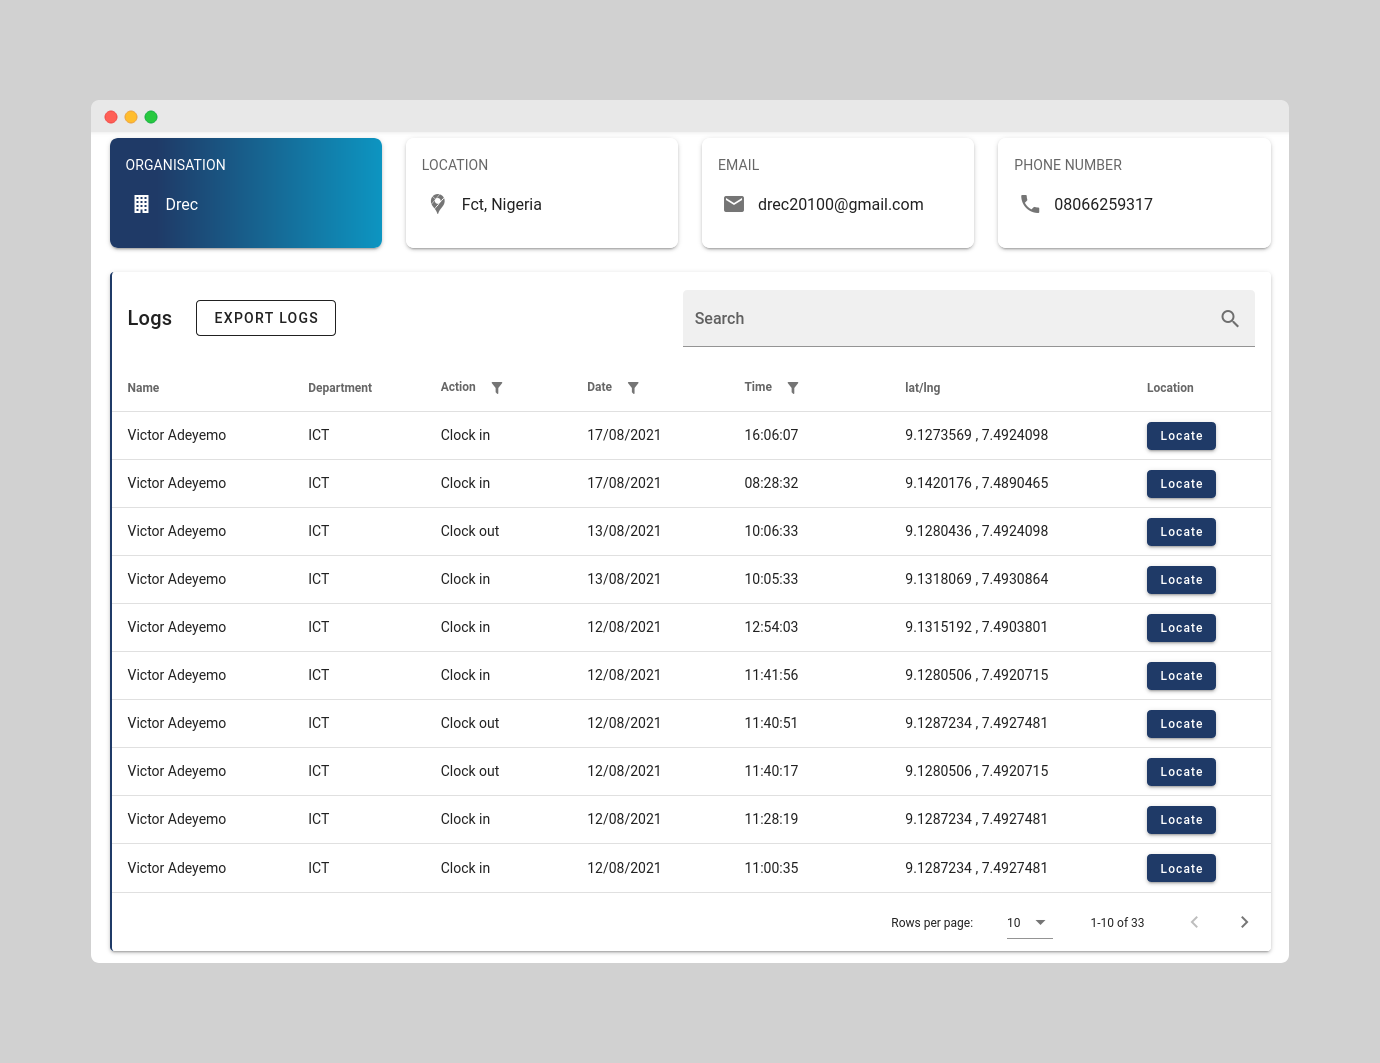 ORGANISATION LOCATION EMAIL PHONE NUMBER
Drec Fct, Nigeria drec20100@gmail.com 08066259317
Logs EXPORT LOGS Search
Name Department Action Date Time lat/lng Location
Victor Adeyemo ICT Clock in 17/08/2021 16:06:07 9.1273569 , 7.4924098 Locate
Victor Adeyemo ICT Clock in 17/08/2021 08:28:32 9.1420176 , 7.4890465 Locate
Victor Adeyemo ICT Clock out 13/08/2021 10:06:33 9.1280436 , 7.4924098 Locate
Victor Adeyemo ICT Clock in 13/08/2021 10:05:33 9.1318069 , 7.4930864 Locate
Victor Adeyemo ICT Clock in 12/08/2021 12:54:03 9.1315192 , 7.4903801 Locate
Victor Adeyemo ICT Clock in 12/08/2021 11:41:56 9.1280506 , 7.4920715 Locate
Victor Adeyemo ICT Clock out 12/08/2021 11:40:51 9.1287234 , 7.4927481 Locate
Victor Adeyemo ICT Clock out 12/08/2021 11:40:17 9.1280506 , 7.4920715 Locate
Victor Adeyemo ICT Clock in 12/08/2021 11:28:19 9.1287234 , 7.4927481 Locate
Victor Adeyemo ICT Clock in 12/08/2021 11:00:35 9.1287234 , 7.4927481 Locate
Rows per page: 10 1-10 of 33